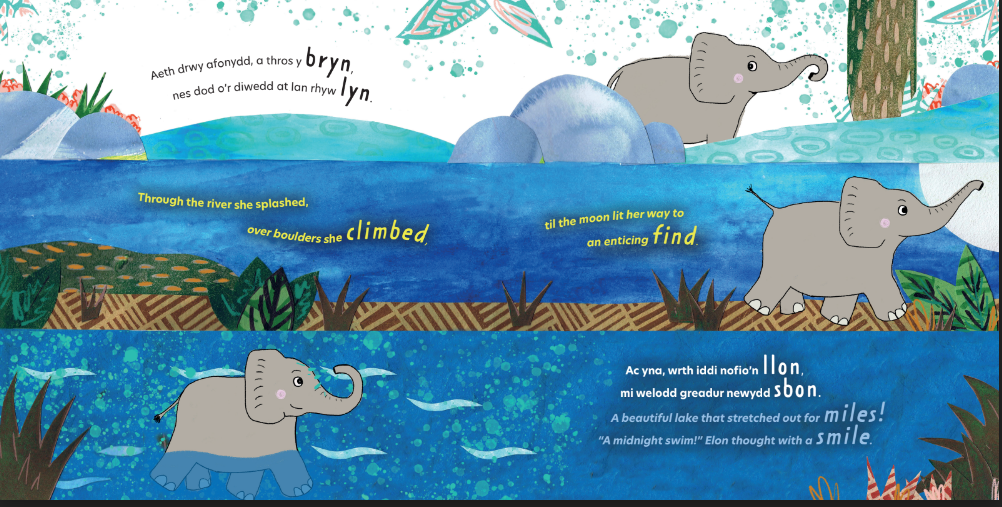 Aeth drwy afonydd, a thros y bryn,
nes dod o'r diwedd at lan rhyw lyn.
Through the river she splashed,
over boulders she climbed,
til the moon lit her way to
an enticing find.
Ac yna, wrth iddi nofio'n llon,
mi welodd greadur newydd sbon.
A beautiful lake that stretched out for miles!
"A midnight swim!" Elon thought with a smile.